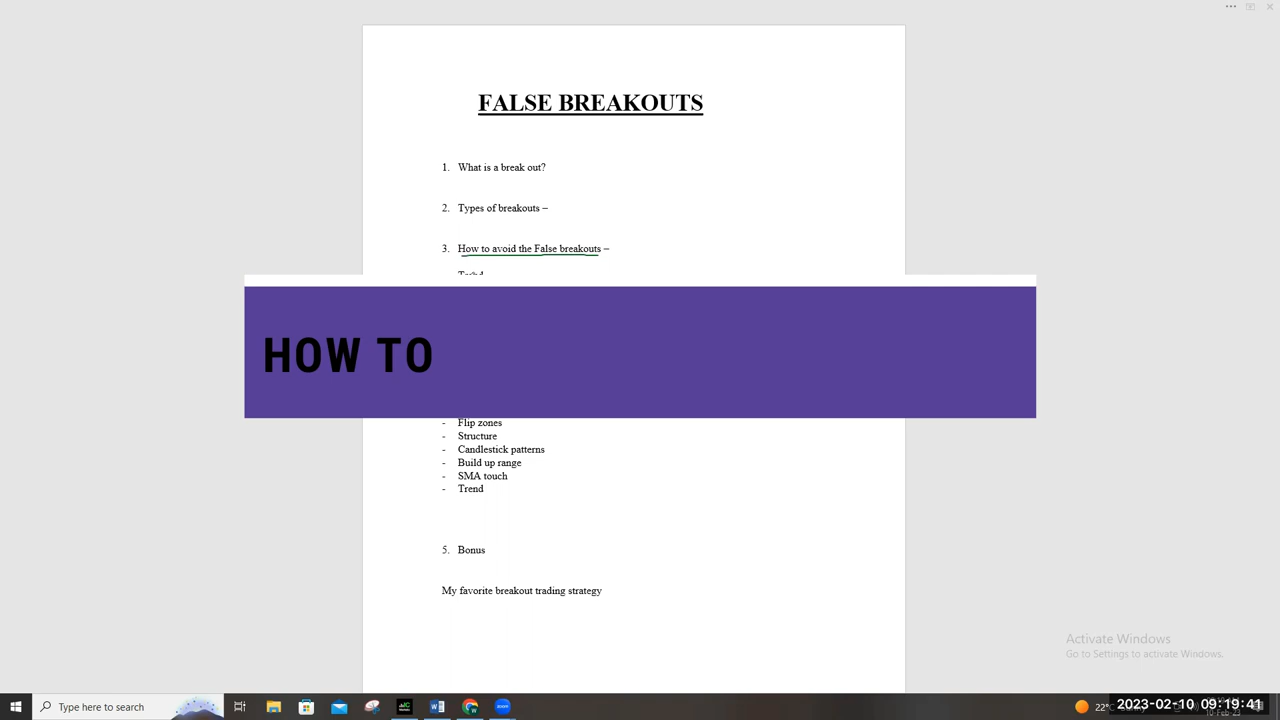 FALSE BREAKOUTS
1. What is a break out?
2. Types of breakouts –
3. How to avoid the False breakouts –
HOW TO
- Flip zones
- Structure
- Candlestick patterns
- Build up range
- SMA touch
- Trend
5. Bonus
My favorite breakout trading strategy
Activate Windows
Go to Settings to activate Windows.
Type here to search
22°C
2023-02-10 09:19:41